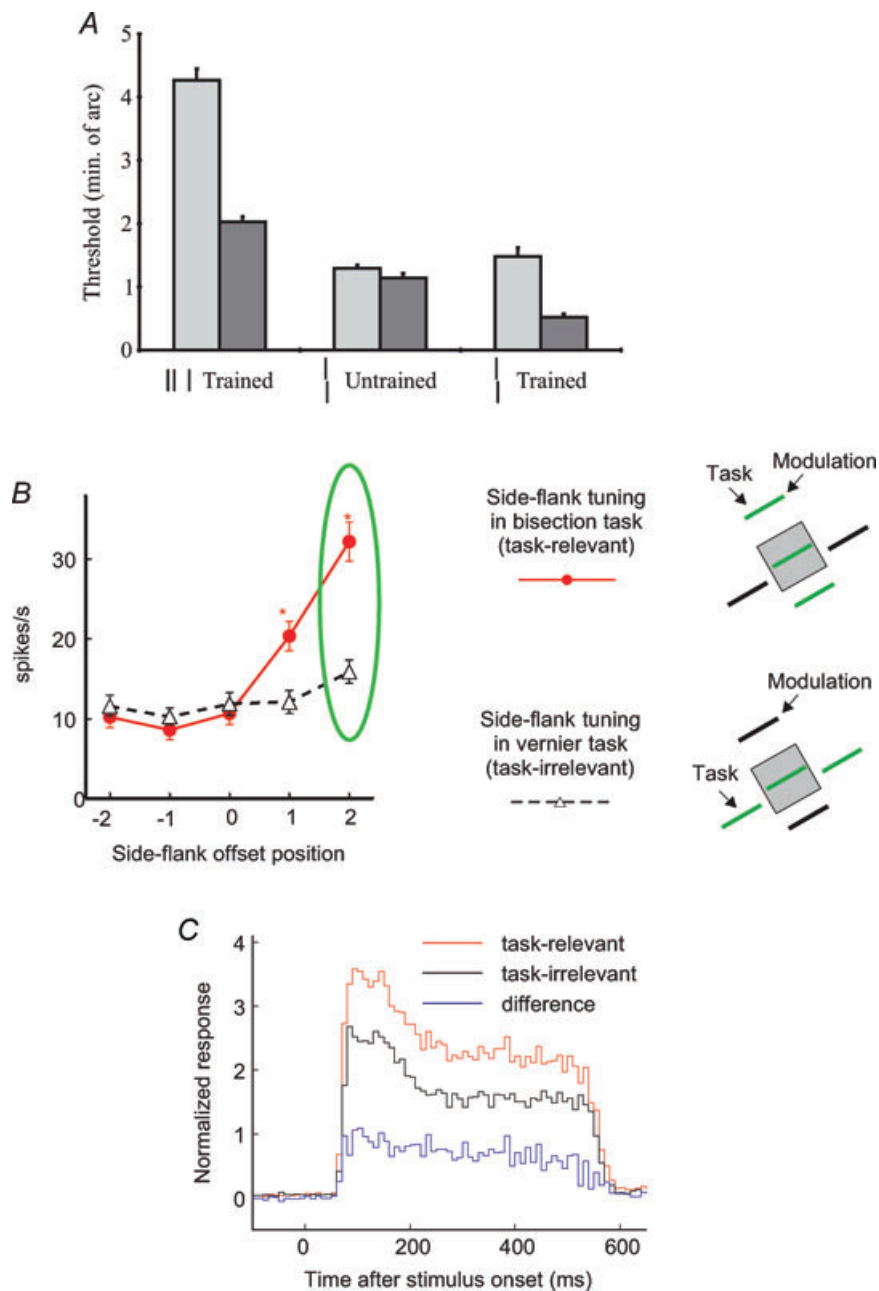 A
5
4
3
2
1
0
Threshold (min. of arc)
Trained
Untrained
Trained
B
30
20
10
0
spikes/s
-2 -1 0 1 2
Side-flank offset position
*
*
Side-flank tuning
in bisection task
(task-relevant)
Task
Modulation
Side-flank tuning
in vernier task
(task-irrelevant)
Modulation
Task
C
4
3
2
1
0
Normalized response
task-relevant
task-irrelevant
difference
0 200 400 600
Time after stimulus onset (ms)